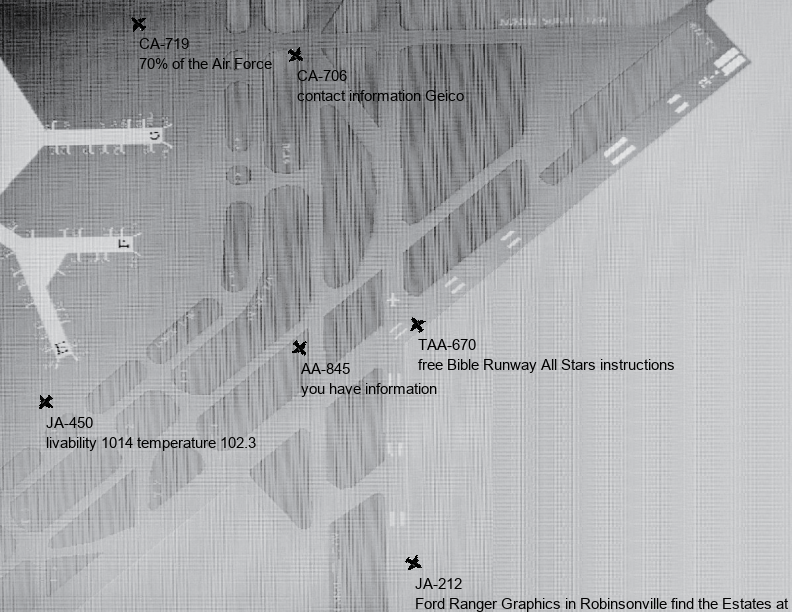 CA-719
70% of the Air Force
CA-706
contact information Geico
TAA-670
free Bible Runway All Stars instructions
AA-845
you have information
JA-450
livability 1014 temperature 102.3
JA-212
Ford Ranger Graphics in Robinsonville find the Estates at